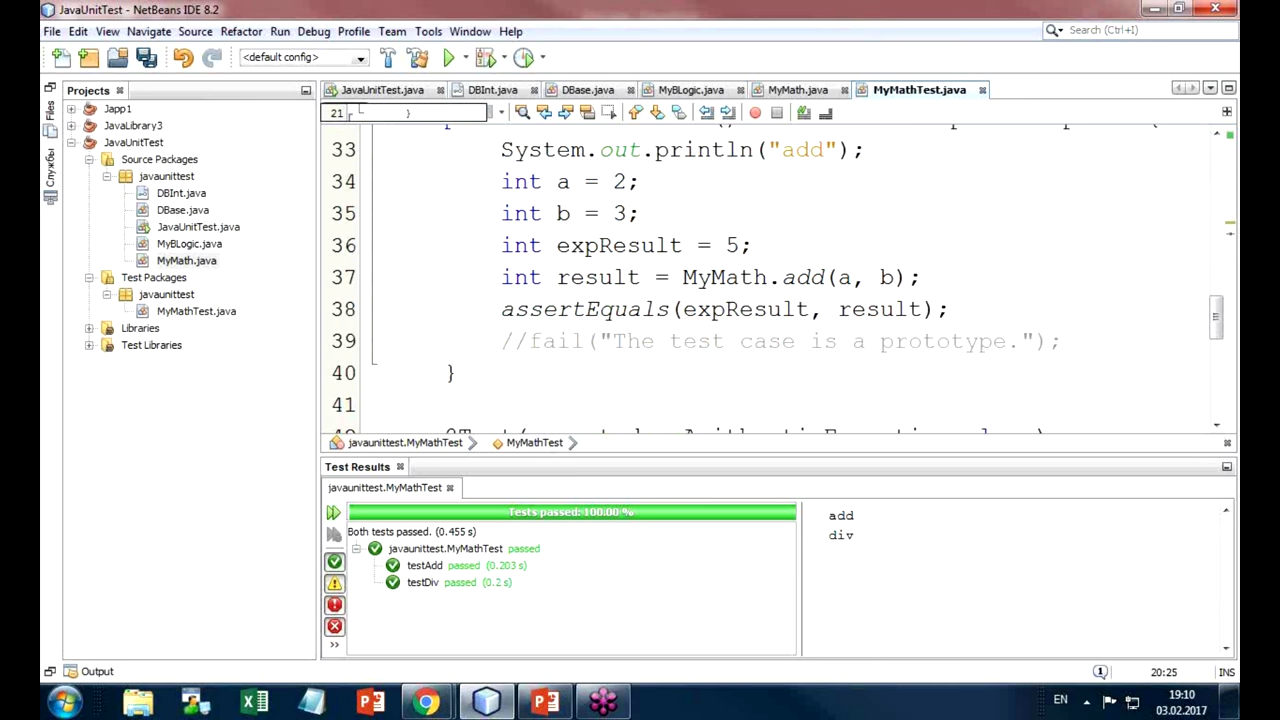 JavaUnitTest - NetBeans IDE 8.2
File Edit View Navigate Source Refactor Run Debug Profile Team Tools Window Help
Search (Ctrl+I)
<default config>
Projects
Files
Службы
Japp1
JavaLibrary3
JavaUnitTest
Source Packages
javaunittest
DBInt.java
DBase.java
JavaUnitTest.java
MyBLogic.java
MyMath.java
Test Packages
javaunittest
MyMathTest.java
Libraries
Test Libraries
JavaUnitTest.java DBInt.java DBase.java MyBLogic.java MyMath.java MyMathTest.java
21 }
33 System.out.println("add");
34 int a = 2;
35 int b = 3;
36 int expResult = 5;
37 int result = MyMath.add(a, b);
38 assertEquals(expResult, result);
39 //fail("The test case is a prototype.");
40 }
41
javaunittest.MyMathTest MyMathTest
Test Results
javaunittest.MyMathTest
Tests passed: 100.00 %
Both tests passed. (0.455 s)
javaunittest.MyMathTest passed
testAdd passed (0.203 s)
testDiv passed (0.2 s)
add
div
Output
1
20:25 INS
EN
19:10
03.02.2017